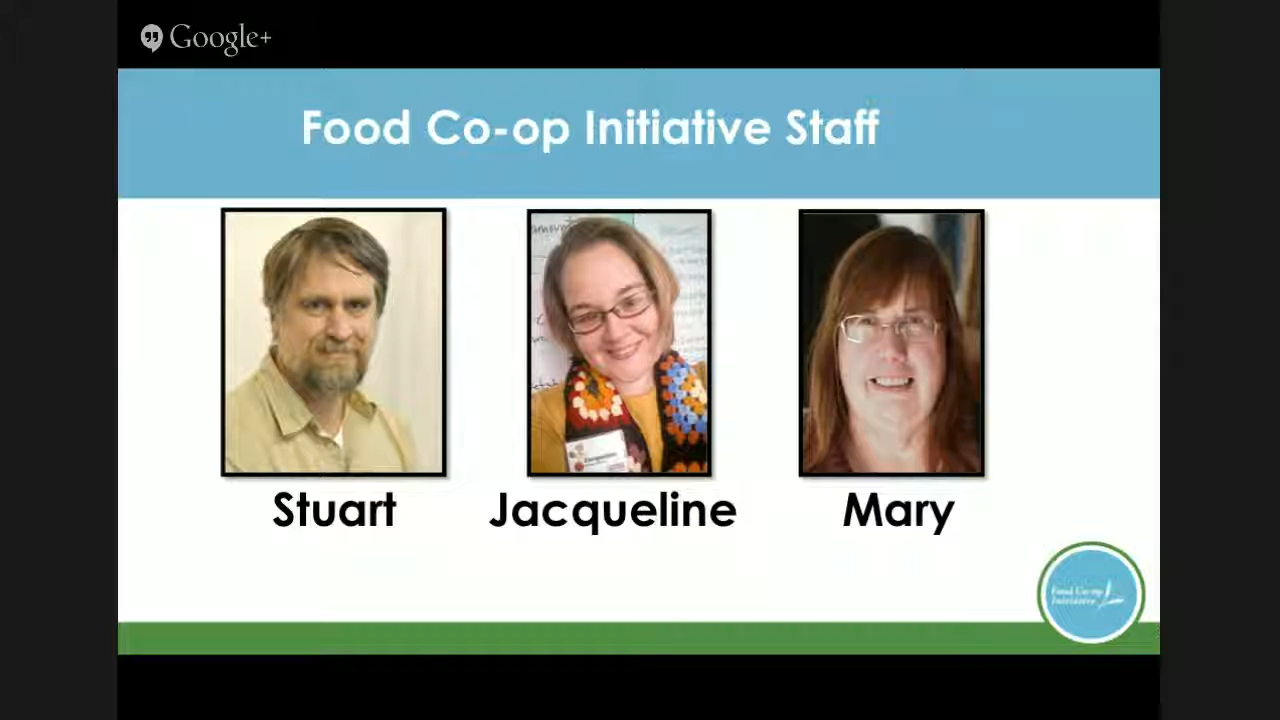 Google+
Food Co-op Initiative Staff
Stuart
Jacqueline
Mary
Food Co-op
Initiative